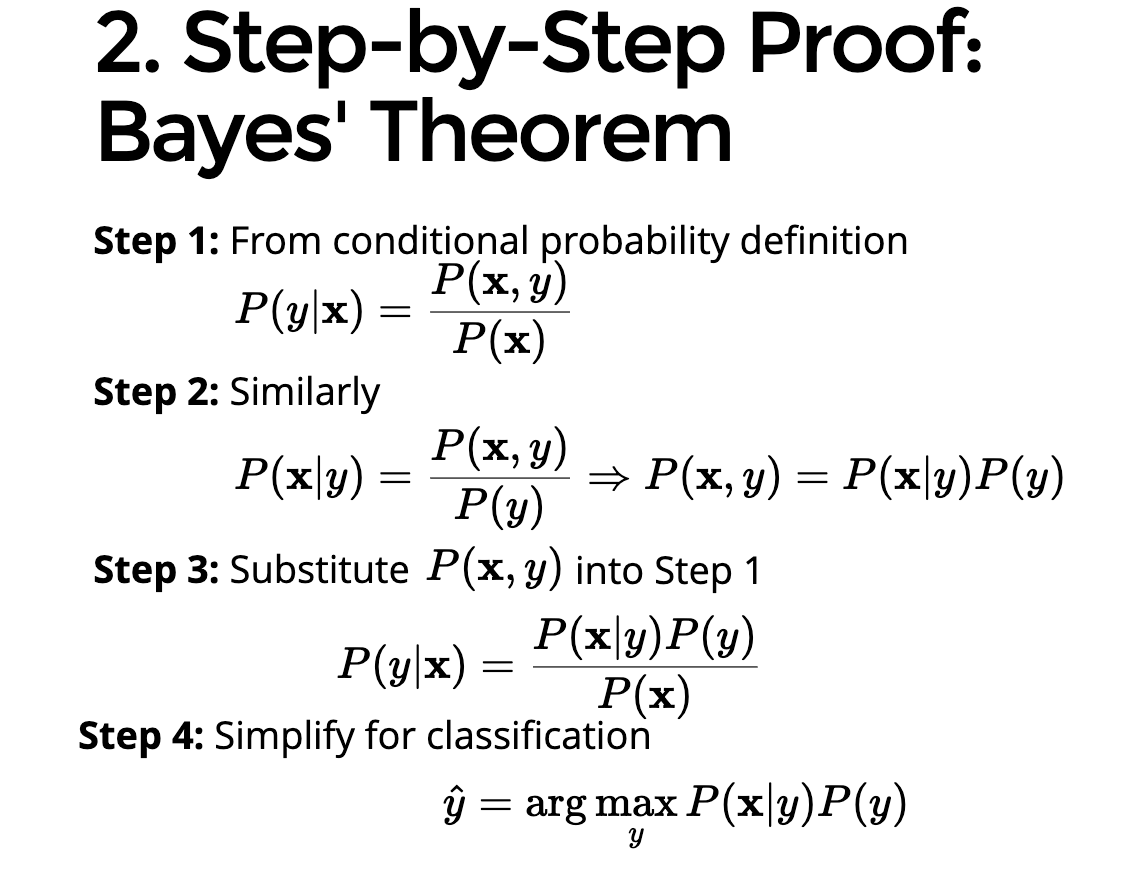 2. Step-by-Step Proof:
Bayes' Theorem
Step 1: From conditional probability definition
P(y|𝐱) = P(𝐱, y) / P(𝐱)
Step 2: Similarly
P(𝐱|y) = P(𝐱, y) / P(y) ⇒ P(𝐱, y) = P(𝐱|y)P(y)
Step 3: Substitute P(𝐱, y) into Step 1
P(y|𝐱) = P(𝐱|y)P(y) / P(𝐱)
Step 4: Simplify for classification
ŷ = arg max_y P(𝐱|y)P(y)